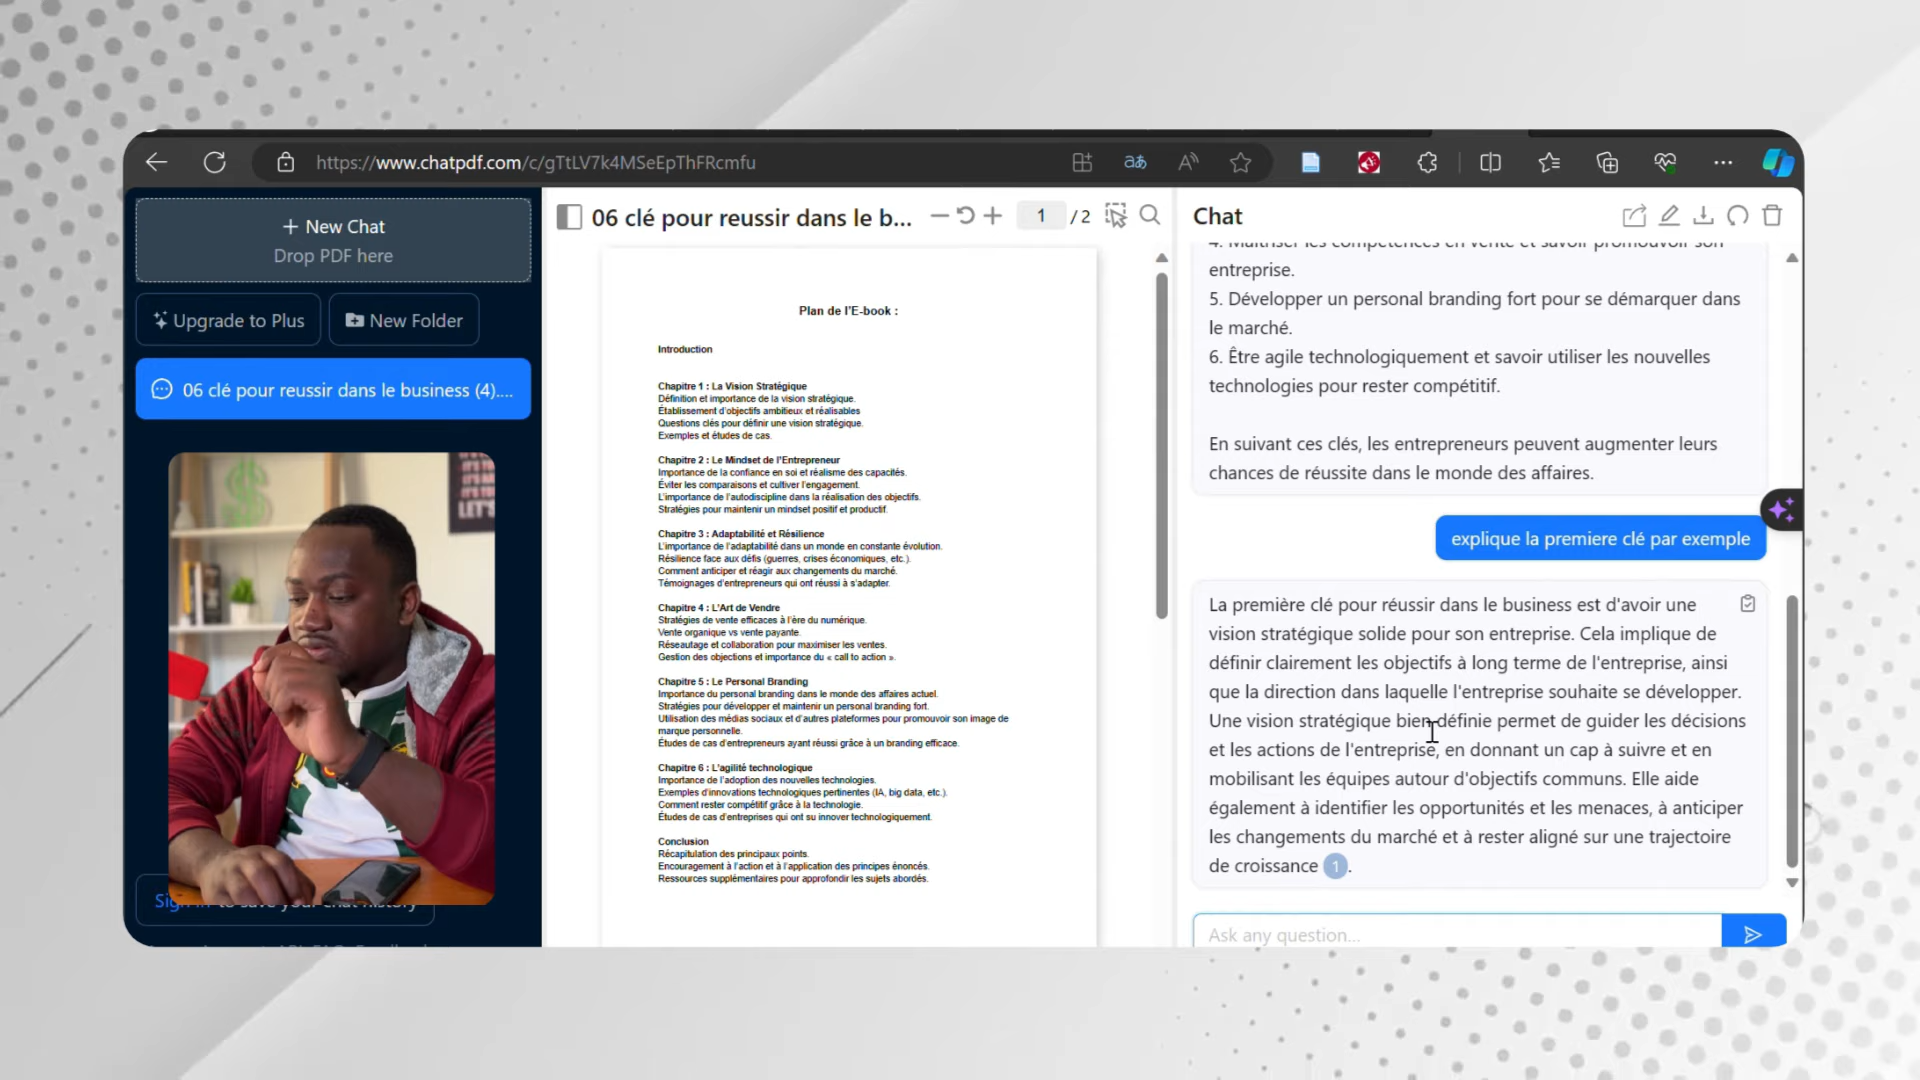 https://www.chatpdf.com/c/gTtLV7k4MSeEpThFRcmfu
+ New Chat
Drop PDF here
Upgrade to Plus
New Folder
06 clé pour reussir dans le business (4)....
LET'S
to save your chat history
06 clé pour reussir dans le b...
1 / 2
Plan de l'E-book :
Introduction
Chapitre 1 : La Vision Stratégique
Définition et importance de la vision stratégique.
Établissement d'objectifs ambitieux et réalisables
Questions clés pour définir une vision stratégique.
Exemples et études de cas.
Chapitre 2 : Le Mindset de l'Entrepreneur
Importance de la confiance en soi et réalisme des capacités.
Éviter les comparaisons et cultiver l'engagement.
L'importance de l'autodiscipline dans la réalisation des objectifs.
Stratégies pour maintenir un mindset positif et productif.
Chapitre 3 : Adaptabilité et Résilience
L'importance de l'adaptabilité dans un monde en constante évolution.
Résilience face aux défis (guerres, crises économiques, etc.).
Comment anticiper et réagir aux changements du marché.
Témoignages d'entrepreneurs qui ont réussi à s'adapter.
Chapitre 4 : L'Art de Vendre
Stratégies de vente efficaces à l'ère du numérique.
Vente organique vs vente payante.
Réseautage et collaboration pour maximiser les ventes.
Gestion des objections et importance du « call to action ».
Chapitre 5 : Le Personal Branding
Importance du personal branding dans le monde des affaires actuel.
Stratégies pour développer et maintenir un personal branding fort.
Utilisation des médias sociaux et d'autres plateformes pour promouvoir son image de
marque personnelle.
Études de cas d'entrepreneurs ayant réussi grâce à un branding efficace.
Chapitre 6 : L'agilité technologique
Importance de l'adoption des nouvelles technologies.
Exemples d'innovations technologiques pertinentes (IA, big data, etc.).
Comment rester compétitif grâce à la technologie.
Études de cas d'entreprises qui ont su innover technologiquement.
Conclusion
Récapitulation des principaux points.
Encouragement à l'action et à l'application des principes énoncés.
Ressources supplémentaires pour approfondir les sujets abordés.
Chat
4. Maîtriser les compétences en vente et savoir promouvoir son
entreprise.
5. Développer un personal branding fort pour se démarquer dans
le marché.
6. Être agile technologiquement et savoir utiliser les nouvelles
technologies pour rester compétitif.
En suivant ces clés, les entrepreneurs peuvent augmenter leurs
chances de réussite dans le monde des affaires.
explique la premiere clé par exemple
La première clé pour réussir dans le business est d'avoir une
vision stratégique solide pour son entreprise. Cela implique de
définir clairement les objectifs à long terme de l'entreprise, ainsi
que la direction dans laquelle l'entreprise souhaite se développer.
Une vision stratégique bien définie permet de guider les décisions
et les actions de l'entreprise, en donnant un cap à suivre et en
mobilisant les équipes autour d'objectifs communs. Elle aide
également à identifier les opportunités et les menaces, à anticiper
les changements du marché et à rester aligné sur une trajectoire
de croissance 1.
Ask any question...